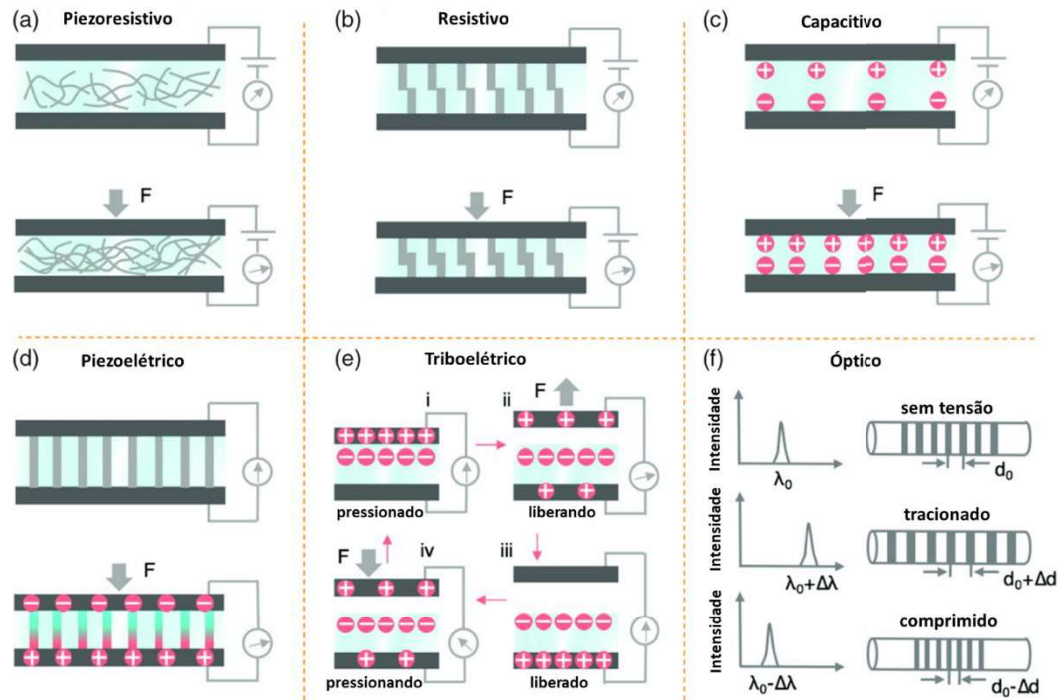 (a) Piezoresistivo
F
(b) Resistivo
F
(c) Capacitivo
F
(d) Piezoelétrico
F
(e) Triboelétrico
i
pressionado
ii
F
liberando
iv
F
pressionando
iii
liberado
(f) Óptico
Intensidade
λ₀
sem tensão
d₀
Intensidade
λ₀+Δλ
tracionado
d₀+Δd
Intensidade
λ₀-Δλ
comprimido
d₀-Δd